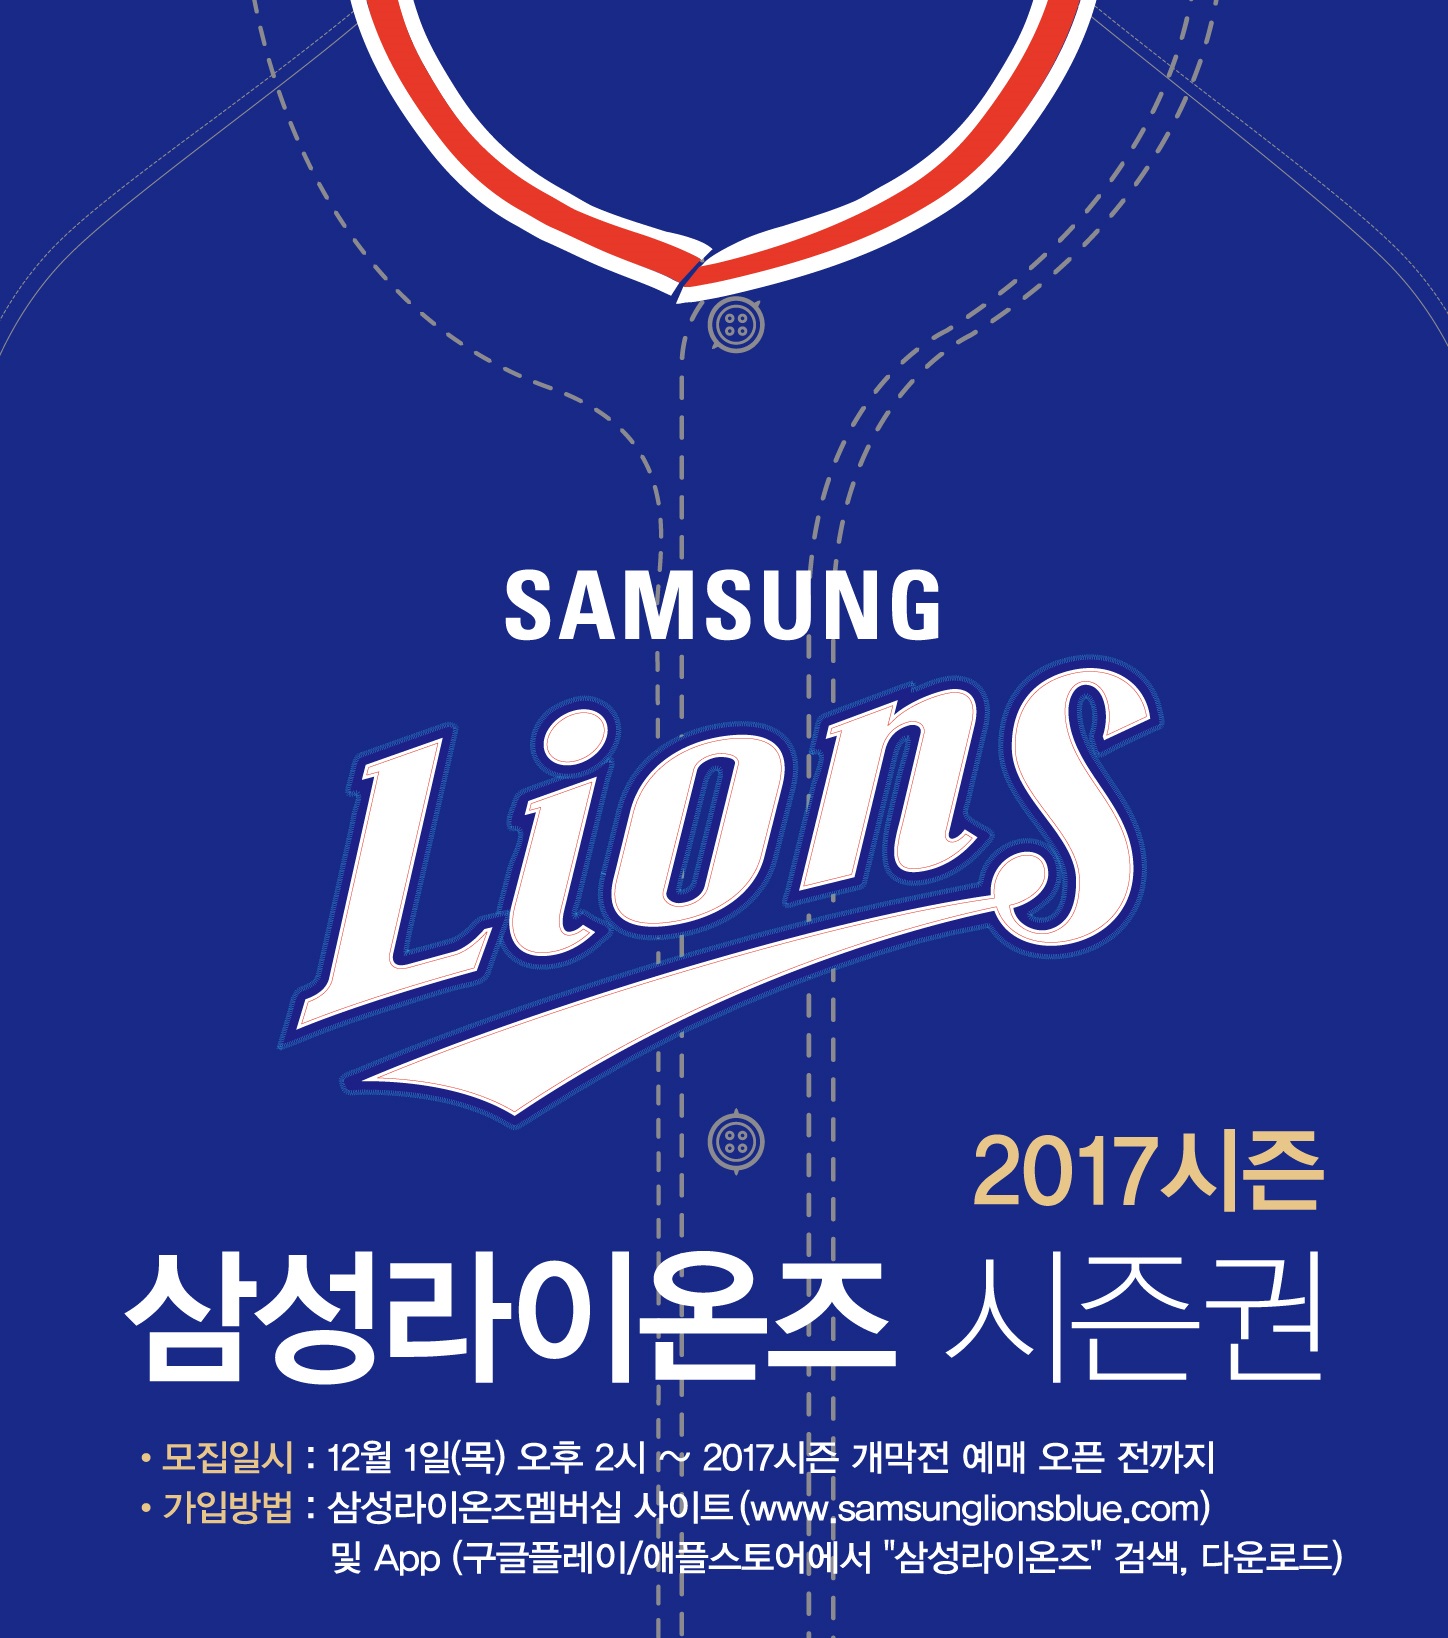 SAMSUNG
Lions
2017시즌
삼성라이온즈 시즌권
• 모집일시 : 12월 1일(목) 오후 2시 ~ 2017시즌 개막전 예매 오픈 전까지
• 가입방법 : 삼성라이온즈멤버십 사이트 (www.samsunglionsblue.com)
및 App (구글플레이/애플스토어에서 "삼성라이온즈" 검색, 다운로드)